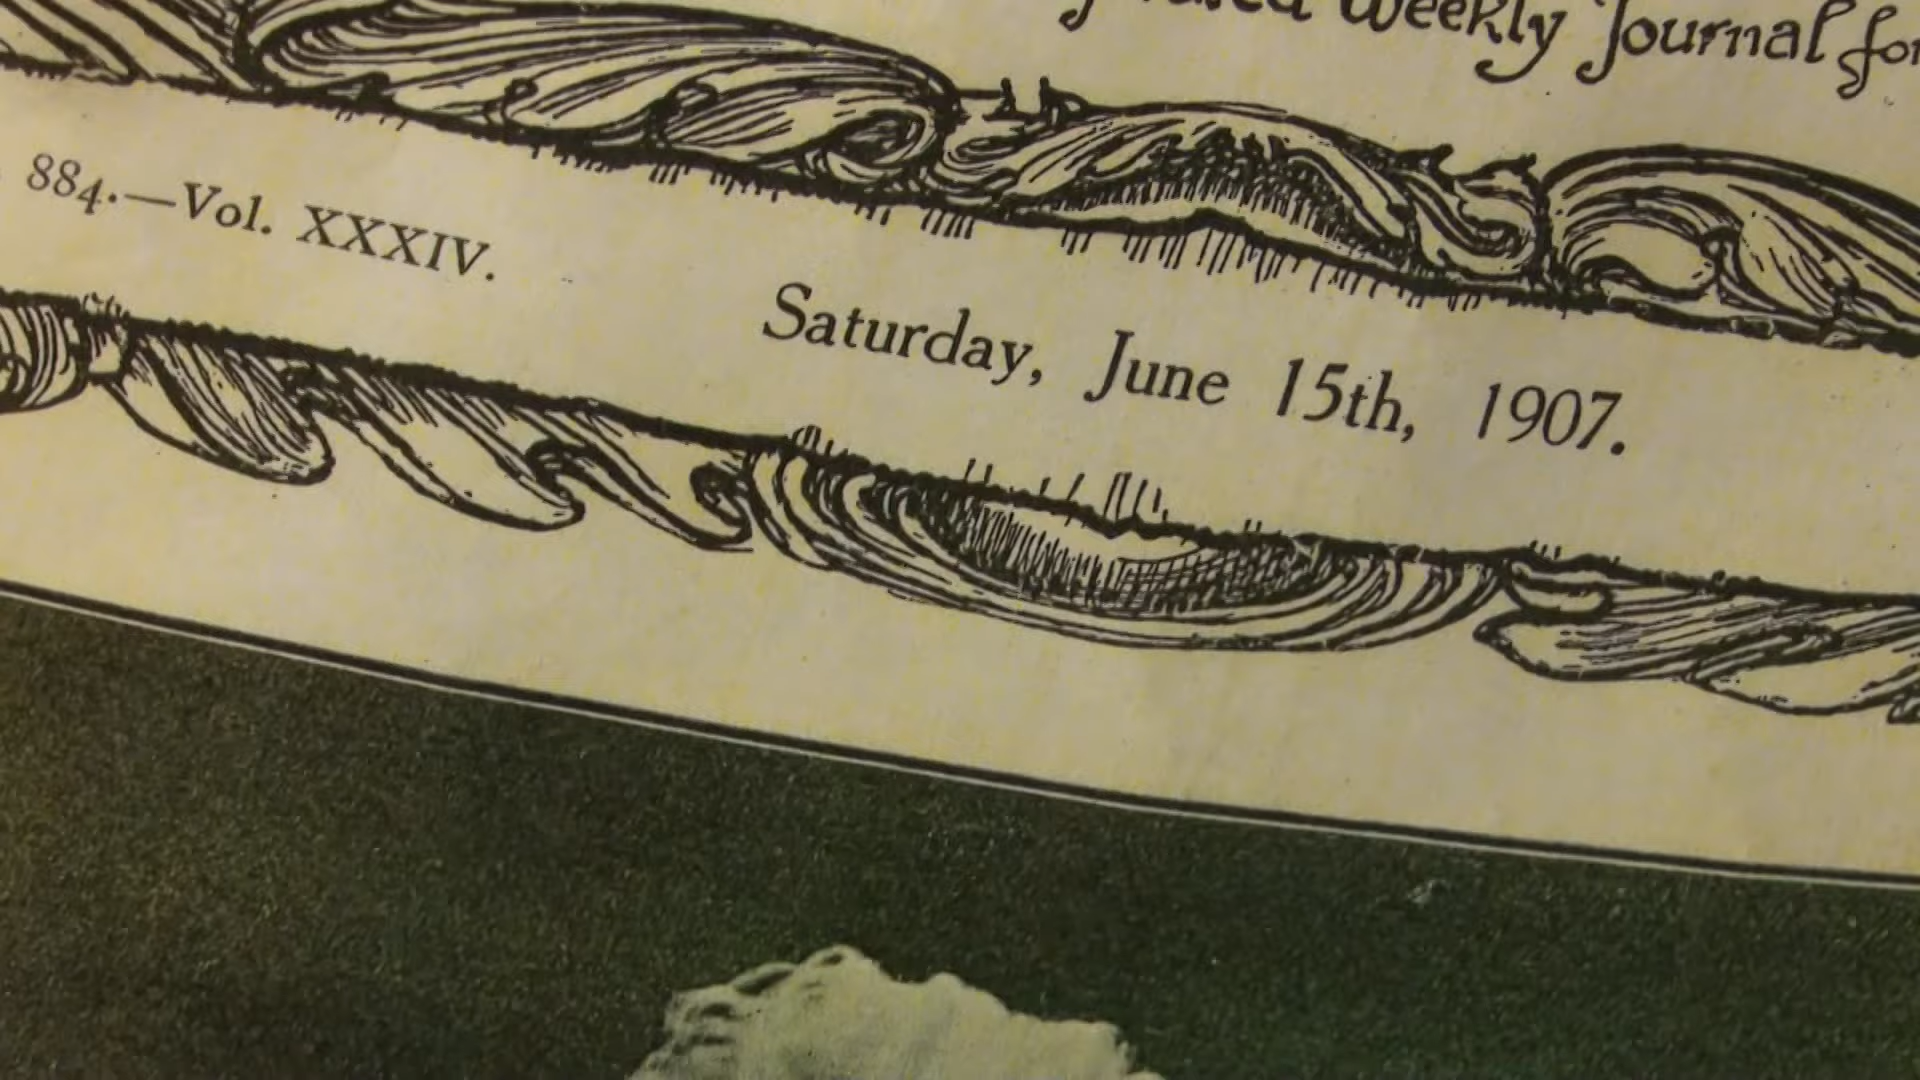 Weekly Journal for
884.—Vol. XXXIV.
Saturday, June 15th, 1907.